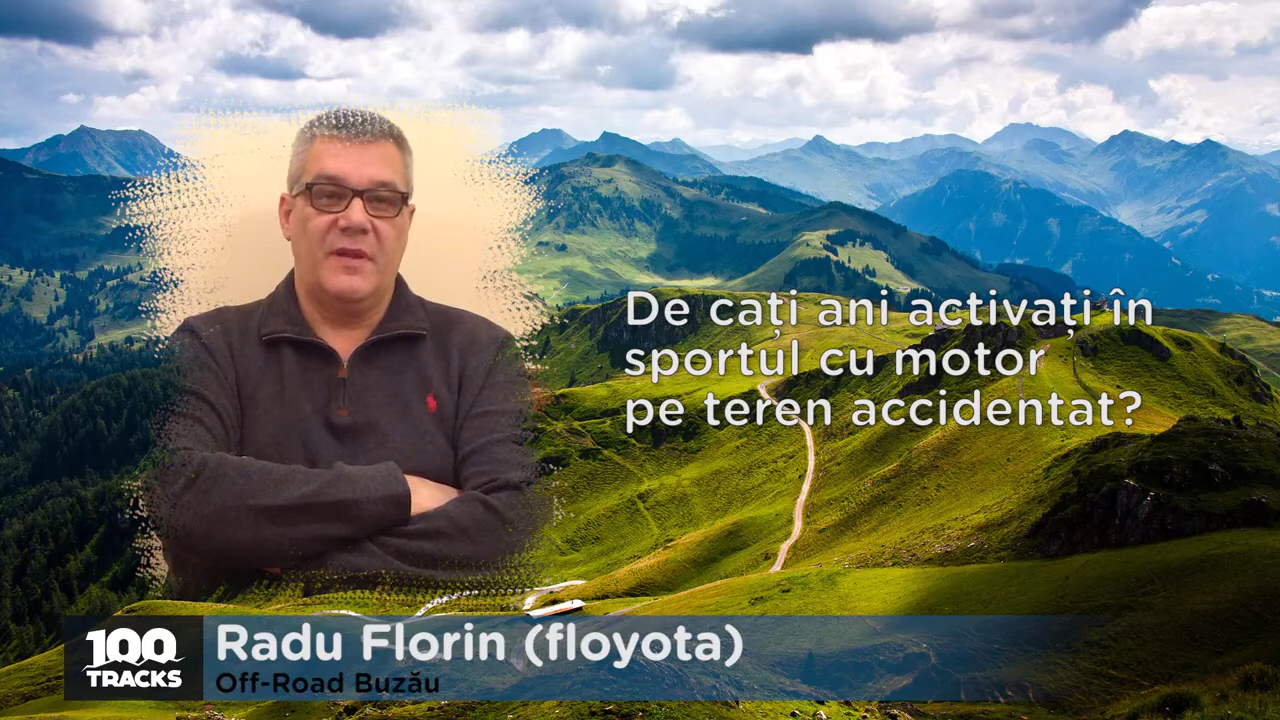 De cați ani activați în
sportul cu motor
pe teren accidentat?
100
TRACKS
Radu Florin (floyota)
Off-Road Buzău